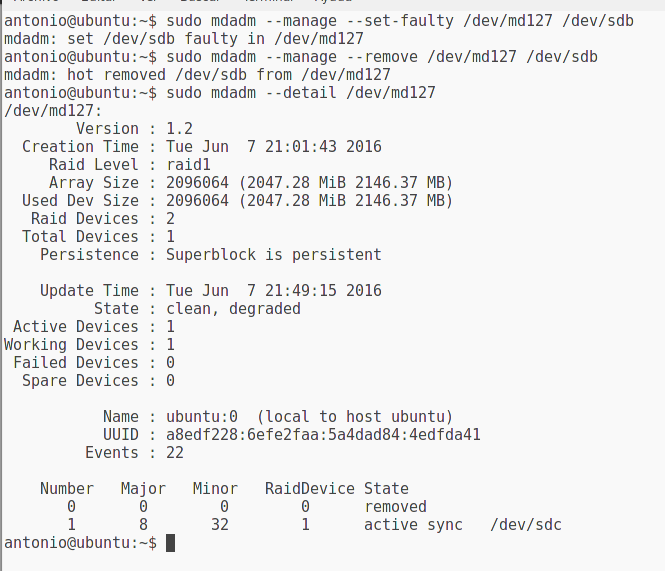 antonio@ubuntu:~$ sudo mdadm --manage --set-faulty /dev/md127 /dev/sdb
mdadm: set /dev/sdb faulty in /dev/md127
antonio@ubuntu:~$ sudo mdadm --manage --remove /dev/md127 /dev/sdb
mdadm: hot removed /dev/sdb from /dev/md127
antonio@ubuntu:~$ sudo mdadm --detail /dev/md127
/dev/md127:
        Version : 1.2
  Creation Time : Tue Jun  7 21:01:43 2016
     Raid Level : raid1
     Array Size : 2096064 (2047.28 MiB 2146.37 MB)
  Used Dev Size : 2096064 (2047.28 MiB 2146.37 MB)
   Raid Devices : 2
  Total Devices : 1
    Persistence : Superblock is persistent

    Update Time : Tue Jun  7 21:49:15 2016
          State : clean, degraded
 Active Devices : 1
Working Devices : 1
 Failed Devices : 0
  Spare Devices : 0

           Name : ubuntu:0  (local to host ubuntu)
           UUID : a8edf228:6efe2faa:5a4dad84:4edfda41
         Events : 22

    Number   Major   Minor   RaidDevice State
       0       0        0        0      removed
       1       8       32        1      active sync   /dev/sdc
antonio@ubuntu:~$